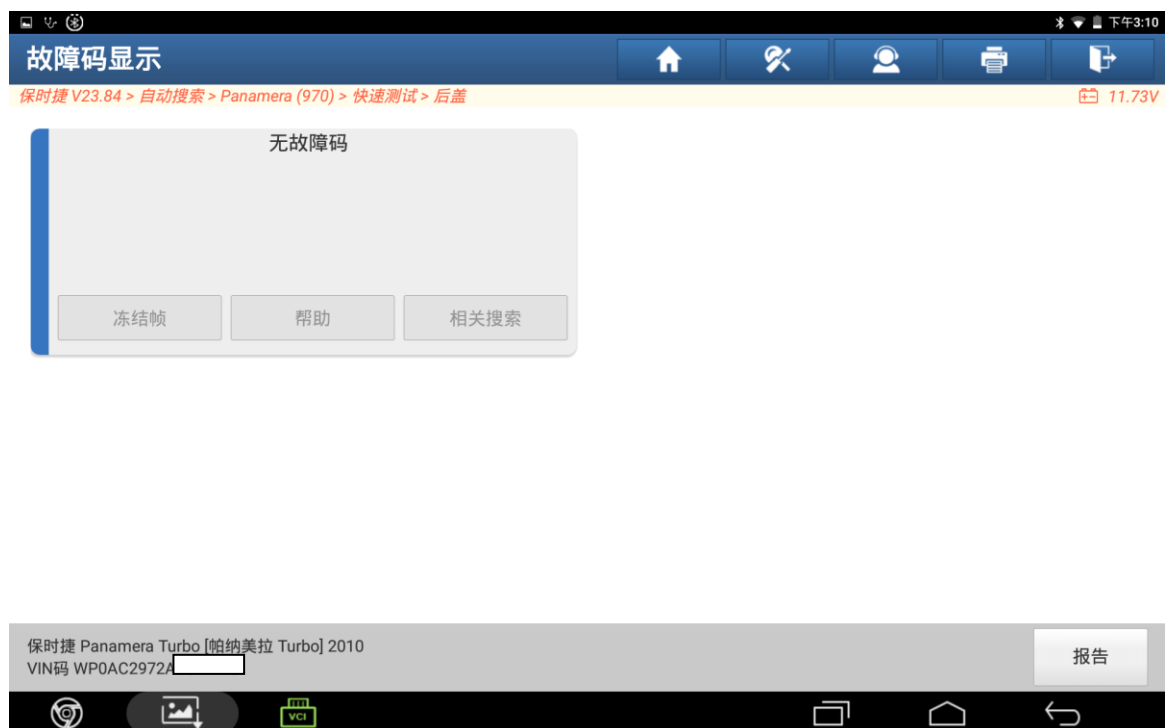 下午3:10
故障码显示
保时捷 V23.84 > 自动搜索 > Panamera (970) > 快速测试 > 后盖
11.73V
无故障码
冻结帧
帮助
相关搜索
保时捷 Panamera Turbo [帕纳美拉 Turbo] 2010
VIN码 WP0AC2972A
报告
VCI